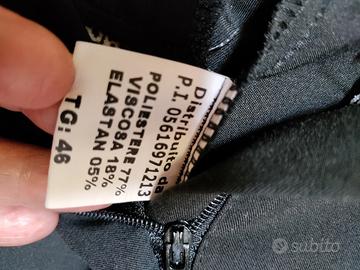 Distribuito da
P.I. 05616971213
POLIESTERE 77%
VISCOSA 18%
ELASTAN 05%
TG: 46
subito